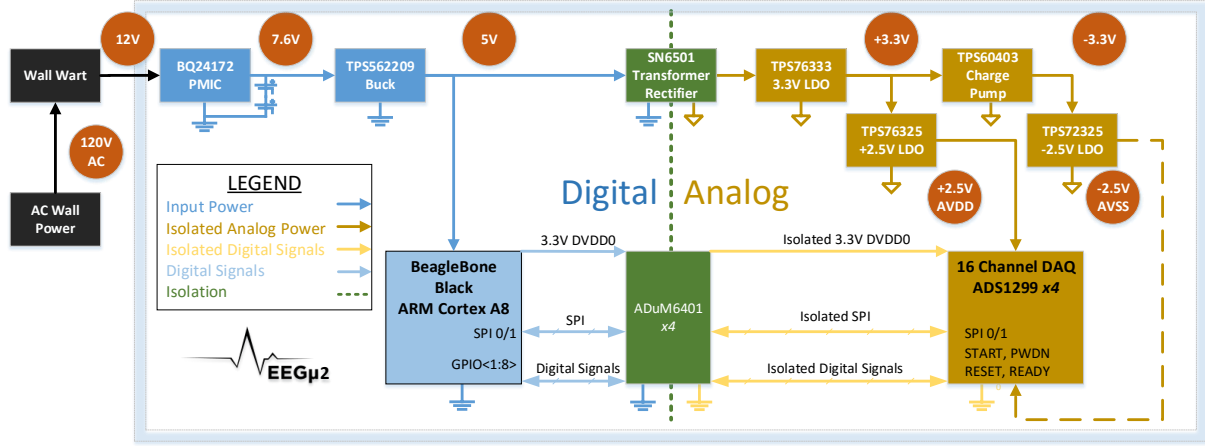 12V
7.6V
5V
+3.3V
-3.3V
Wall Wart
BQ24172
PMIC
TPS562209
Buck
SN6501
Transformer
Rectifier
TPS76333
3.3V LDO
TPS60403
Charge
Pump
120V
AC
TPS76325
+2.5V LDO
TPS72325
-2.5V LDO
AC Wall
Power
LEGEND
Input Power
Isolated Analog Power
Isolated Digital Signals
Digital Signals
Isolation
Digital
Analog
+2.5V
AVDD
-2.5V
AVSS
3.3V DVDD0
Isolated 3.3V DVDD0
BeagleBone
Black
ARM Cortex A8
SPI 0/1
GPIO<1:8>
SPI
Digital Signals
ADuM6401
x4
Isolated SPI
Isolated Digital Signals
16 Channel DAQ
ADS1299 x4
SPI 0/1
START, PWDN
RESET, READY
EEGμ2